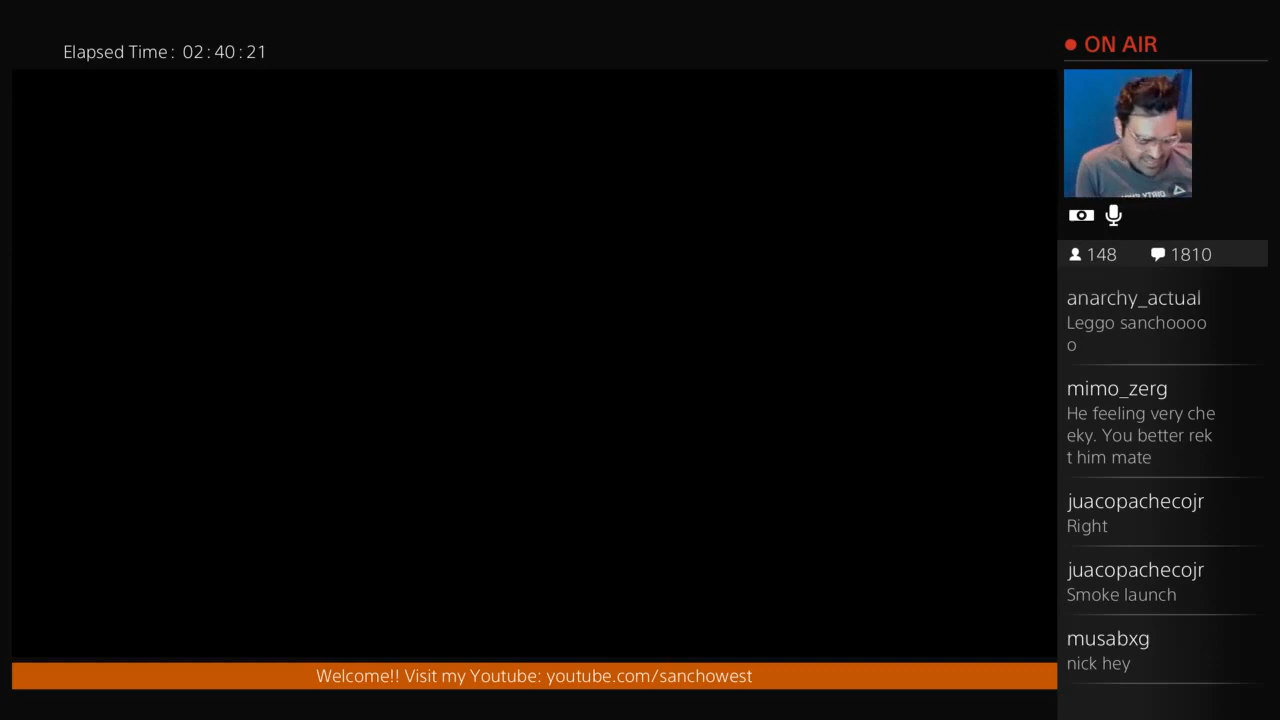 Elapsed Time: 02:40:21
ON AIR
148 1810
anarchy_actual
Leggo sanchoooo
o
mimo_zerg
He feeling very che
eky. You better rek
t him mate
juacopachecojr
Right
juacopachecojr
Smoke launch
musabxg
nick hey
Welcome!! Visit my Youtube: youtube.com/sanchowest